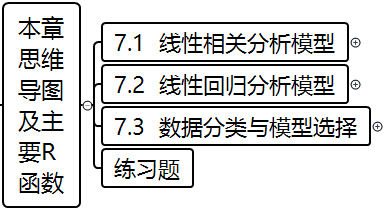 本章
思维
导图
及主
要R
函数
7.1 线性相关分析模型
7.2 线性回归分析模型
7.3 数据分类与模型选择
练习题